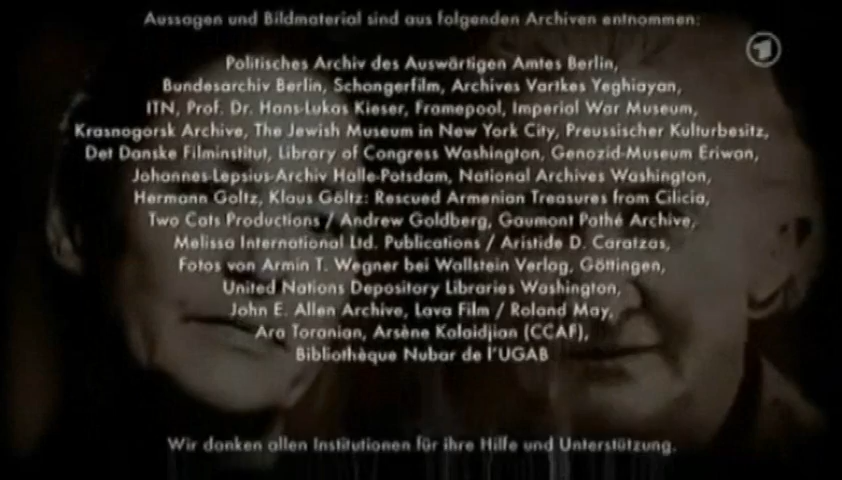 Aussagen und Bildmaterial sind aus folgenden Archiven entnommen:
Politisches Archiv des Auswärtigen Amtes Berlin,
Bundesarchiv Berlin, Schongerfilm, Archives Vartkes Yeghiayan,
ITN, Prof. Dr. Hans-Lukas Kieser, Framepool, Imperial War Museum,
Krasnogorsk Archive, The Jewish Museum in New York City, Preussischer Kulturbesitz,
Det Danske Filminstitut, Library of Congress Washington, Genozid-Museum Eriwan,
Johannes-Lepsius-Archiv Halle-Potsdam, National Archives Washington,
Hermann Goltz, Klaus Göltz: Rescued Armenian Treasures from Cilicia,
Two Cats Productions / Andrew Goldberg, Gaumont Pathé Archive,
Melissa International Ltd. Publications / Aristide D. Caratzas,
Fotos von Armin T. Wegner bei Wallstein Verlag, Göttingen,
United Nations Depository Libraries Washington,
John E. Allen Archive, Lava Film / Roland May,
Ara Toranian, Arsène Kalaidjian (CCAF),
Bibliothèque Nubar de l'UGAB
Wir danken allen Institutionen für ihre Hilfe und Unterstützung.
1